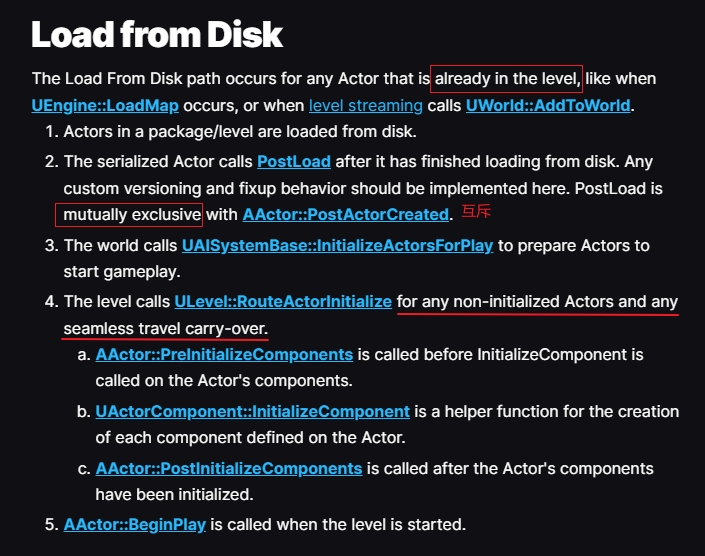 Load from Disk
The Load From Disk path occurs for any Actor that is already in the level, like when
UEngine::LoadMap occurs, or when level streaming calls UWorld::AddToWorld.
1. Actors in a package/level are loaded from disk.
2. The serialized Actor calls PostLoad after it has finished loading from disk. Any
custom versioning and fixup behavior should be implemented here. PostLoad is
mutually exclusive with AActor::PostActorCreated. 互斥
3. The world calls UAISystemBase::InitializeActorsForPlay to prepare Actors to
start gameplay.
4. The level calls ULevel::RouteActorInitialize for any non-initialized Actors and any
seamless travel carry-over.
a. AActor::PreInitializeComponents is called before InitializeComponent is
called on the Actor's components.
b. UActorComponent::InitializeComponent is a helper function for the creation
of each component defined on the Actor.
c. AActor::PostInitializeComponents is called after the Actor's components
have been initialized.
5. AActor::BeginPlay is called when the level is started.